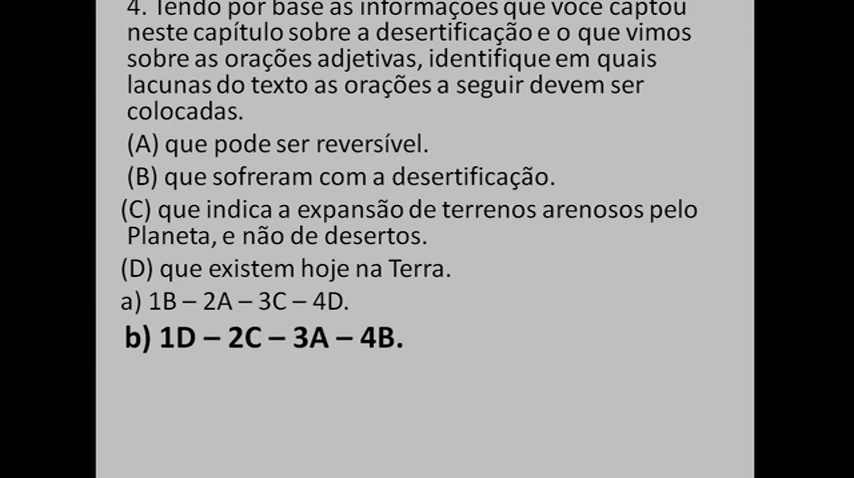 4. Tendo por base as informações que você captou
neste capítulo sobre a desertificação e o que vimos
sobre as orações adjetivas, identifique em quais
lacunas do texto as orações a seguir devem ser
colocadas.
(A) que pode ser reversível.
(B) que sofreram com a desertificação.
(C) que indica a expansão de terrenos arenosos pelo
Planeta, e não de desertos.
(D) que existem hoje na Terra.
a) 1B – 2A – 3C – 4D.
b) 1D – 2C – 3A – 4B.